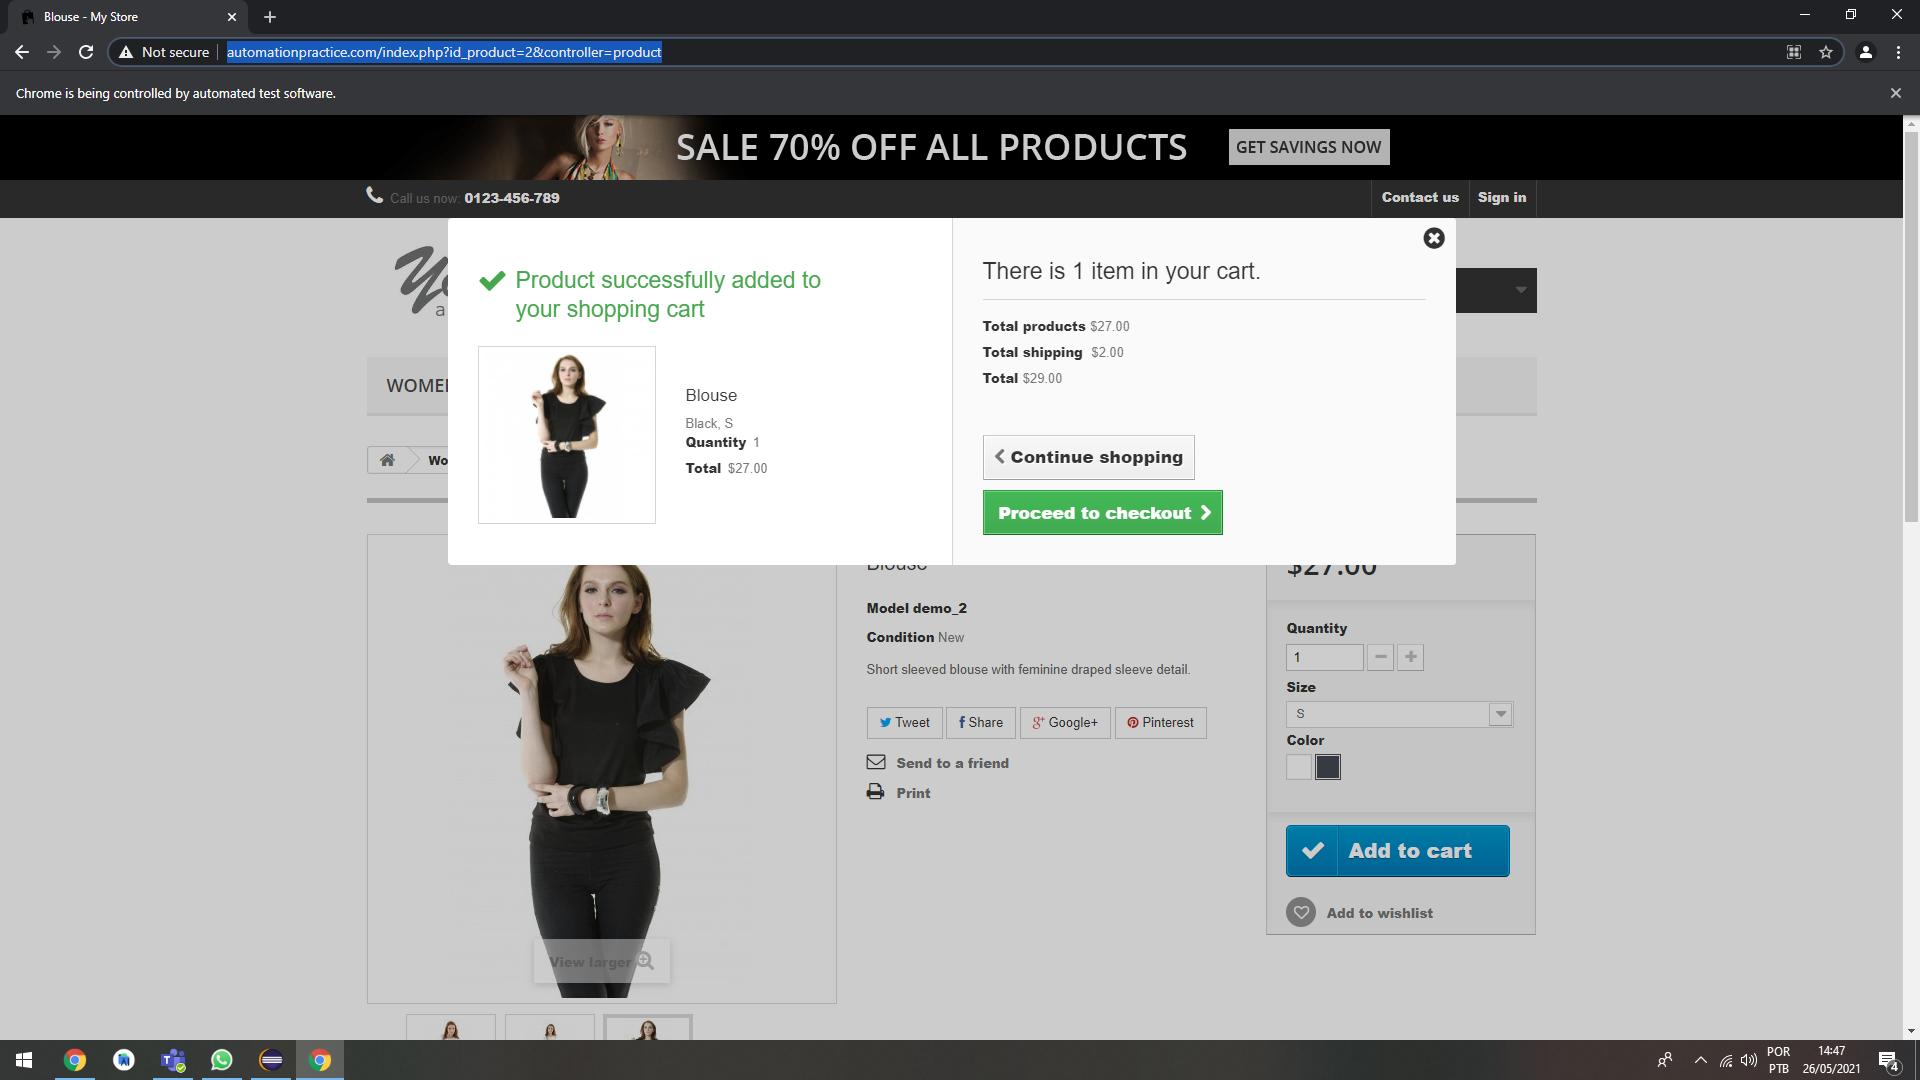 Blouse - My Store
Not secure
automationpractice.com/index.php?id_product=2&controller=product
Chrome is being controlled by automated test software.
SALE 70% OFF ALL PRODUCTS
GET SAVINGS NOW
Call us now: 0123-456-789
Contact us
Sign in
Product successfully added to
your shopping cart
Blouse
Black, S
Quantity 1
Total $27.00
There is 1 item in your cart.
Total products $27.00
Total shipping $2.00
Total $29.00
Continue shopping
Proceed to checkout
Blouse
Model demo_2
Condition New
Short sleeved blouse with feminine draped sleeve detail.
Tweet
Share
Google+
Pinterest
Send to a friend
Print
View larger
$27.00
Quantity
1
Size
S
Color
Add to cart
Add to wishlist
POR
PTB
14:47
26/05/2021
4